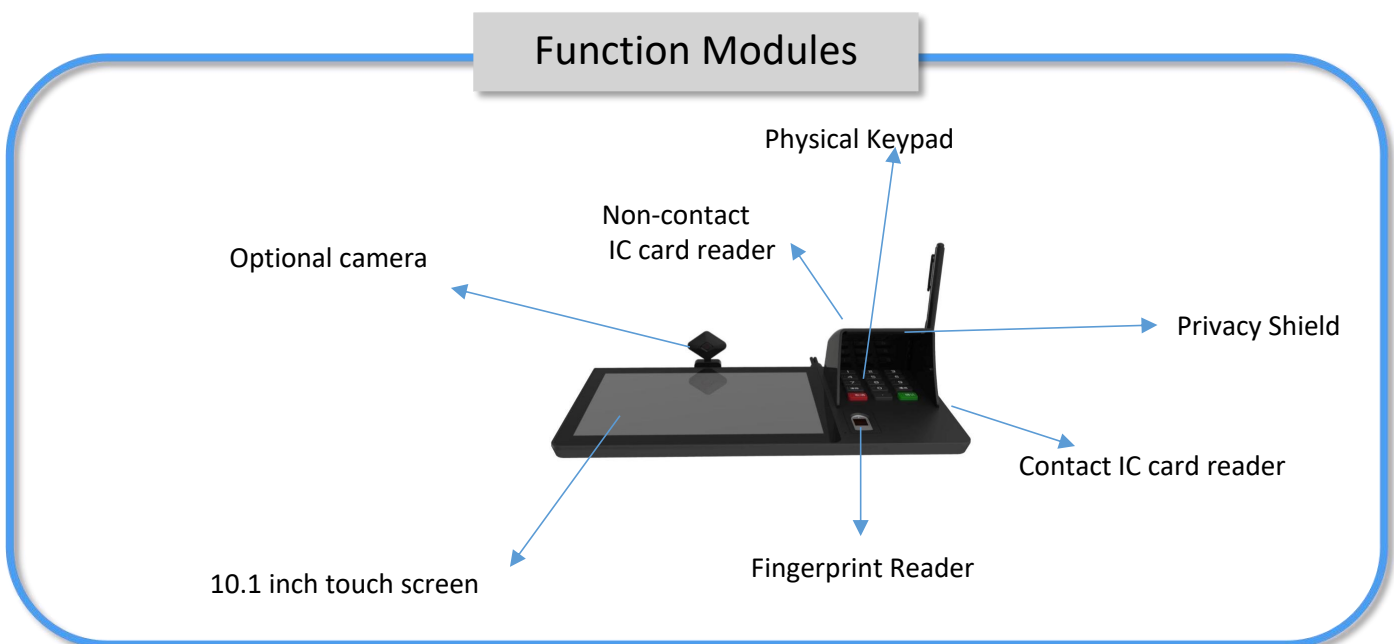 Function Modules
Physical Keypad
Non-contact
IC card reader
Optional camera
Privacy Shield
Contact IC card reader
Fingerprint Reader
10.1 inch touch screen